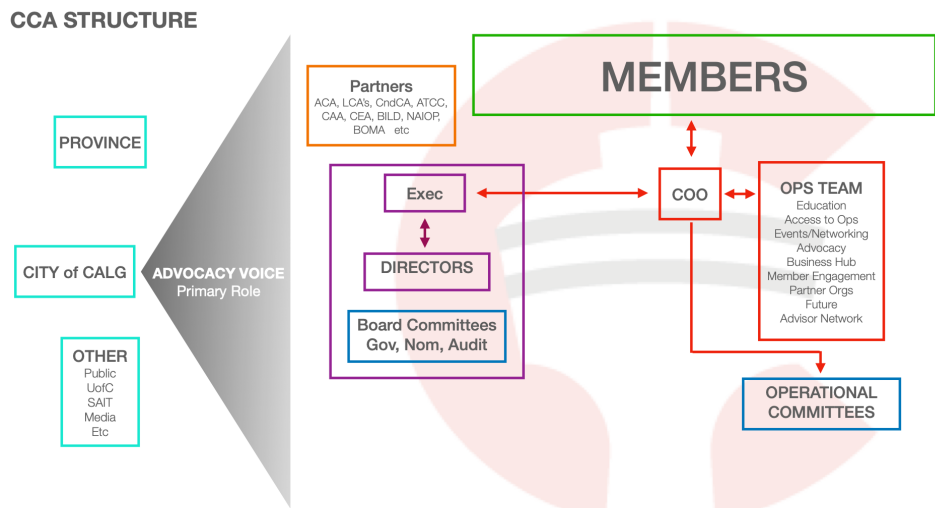 CCA STRUCTURE
PROVINCE
CITY of CALG
OTHER
Public
UofC
SAIT
Media
Etc
ADVOCACY VOICE
Primary Role
Partners
ACA, LCA's, CndCA, ATCC,
CAA, CEA, BILD, NAIOP,
BOMA etc
Exec
DIRECTORS
Board Committees
Gov, Nom, Audit
MEMBERS
COO
OPS TEAM
Education
Access to Ops
Events/Networking
Advocacy
Business Hub
Member Engagement
Partner Orgs
Future
Advisor Network
OPERATIONAL
COMMITTEES